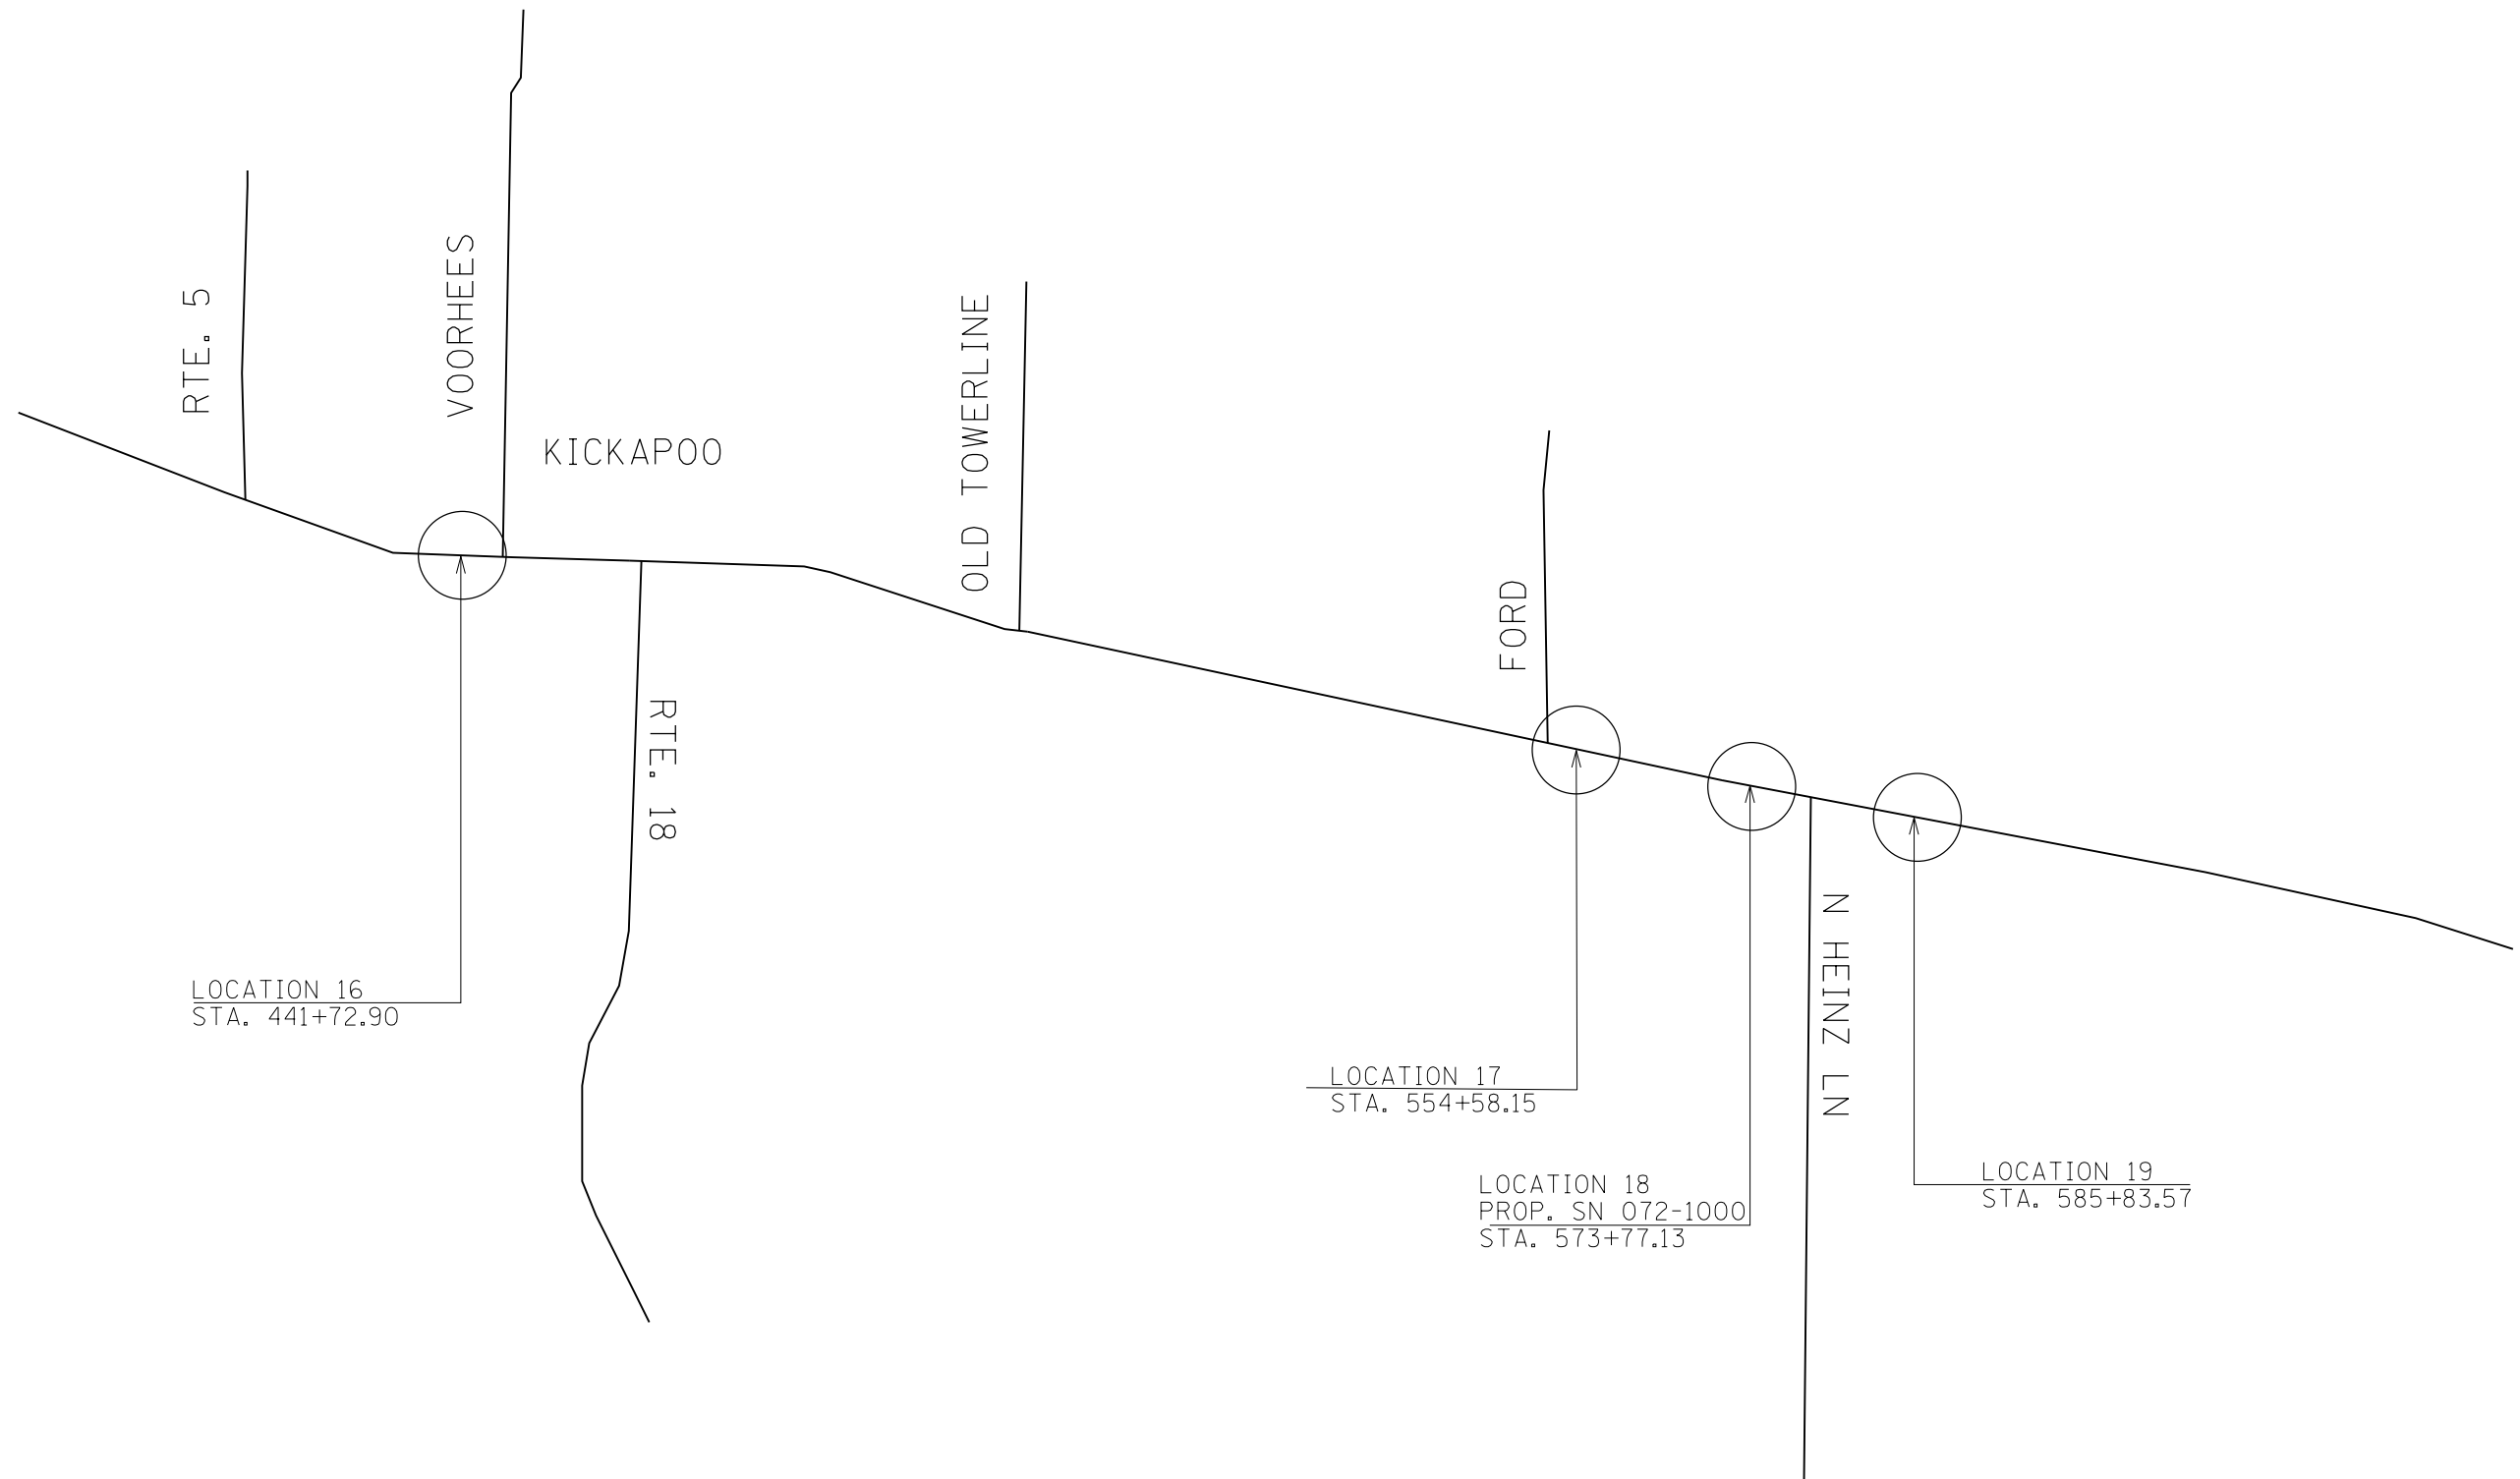 RTE. 5
VOORHEES
KICKAPOO
OLD TOWERLINE
FORD
RTE. 18
N HEINZ LN
LOCATION 16
STA. 441+72.90
LOCATION 17
STA. 554+58.15
LOCATION 18
PROP. SN 072-1000
STA. 573+77.13
LOCATION 19
STA. 585+83.57